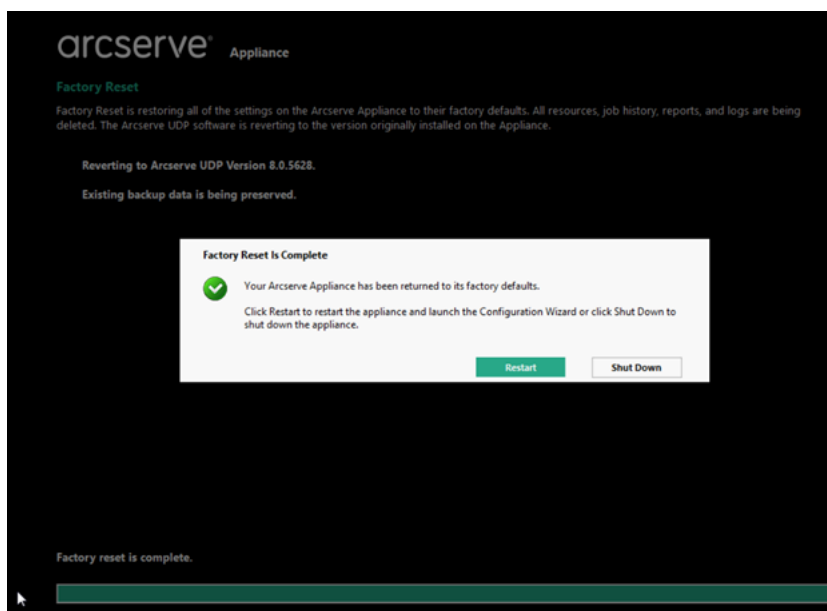 arcserve® Appliance
Factory Reset
Factory Reset is restoring all of the settings on the Arcserve Appliance to their factory defaults. All resources, job history, reports, and logs are being
deleted. The Arcserve UDP software is reverting to the version originally installed on the Appliance.
Reverting to Arcserve UDP Version 8.0.5628.
Existing backup data is being preserved.
Factory Reset Is Complete
Your Arcserve Appliance has been returned to its factory defaults.
Click Restart to restart the appliance and launch the Configuration Wizard or click Shut Down to
shut down the appliance.
Restart Shut Down
Factory reset is complete.